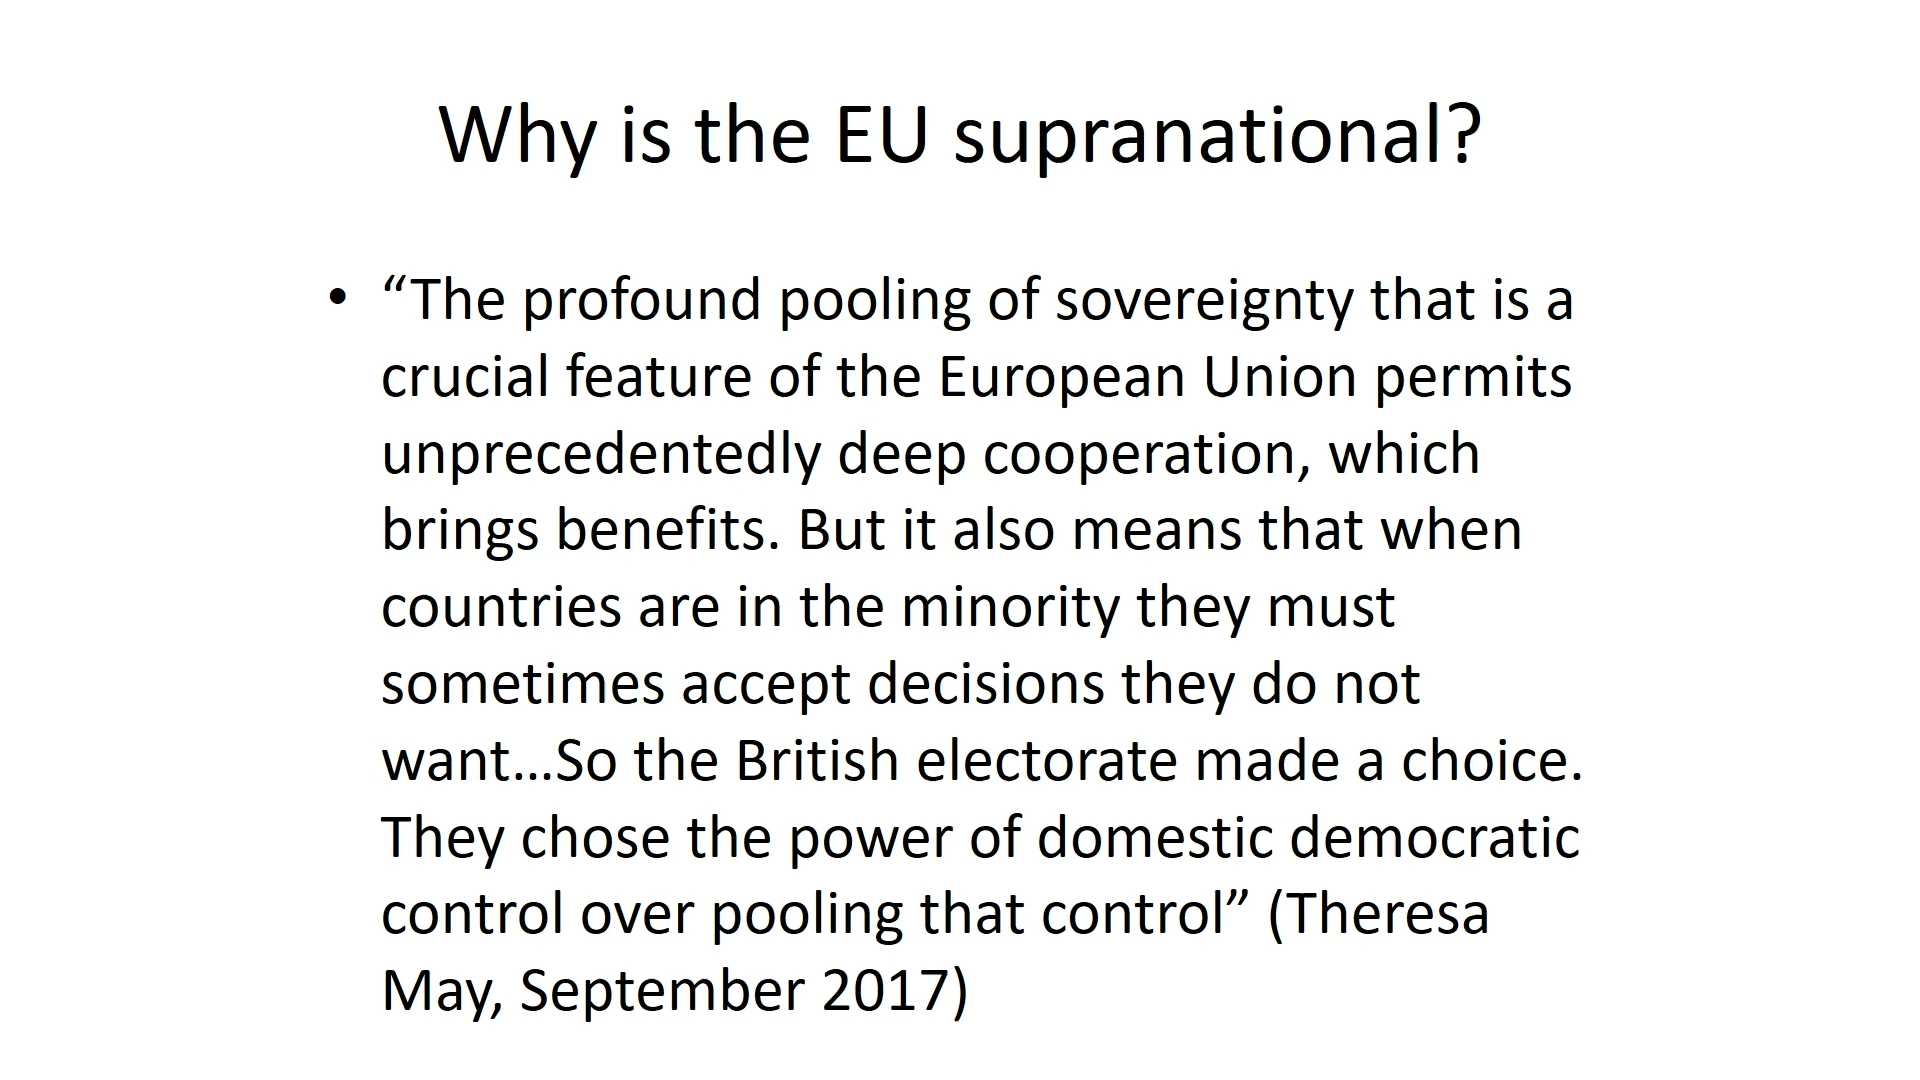 Why is the EU supranational?
• “The profound pooling of sovereignty that is a
crucial feature of the European Union permits
unprecedentedly deep cooperation, which
brings benefits. But it also means that when
countries are in the minority they must
sometimes accept decisions they do not
want…So the British electorate made a choice.
They chose the power of domestic democratic
control over pooling that control” (Theresa
May, September 2017)